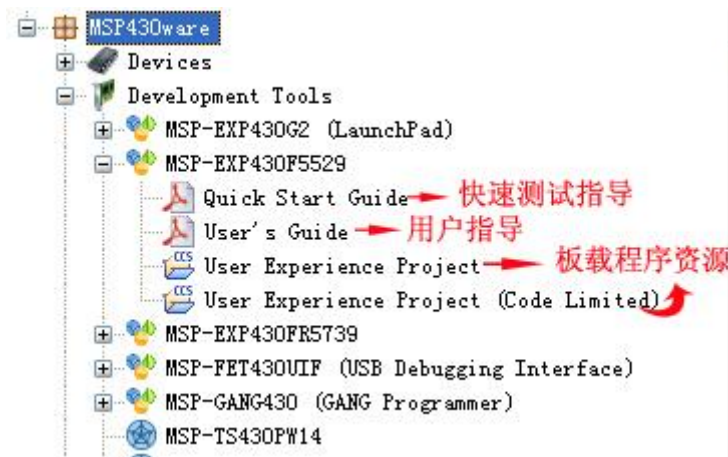 MSP430ware
Devices
Development Tools
MSP-EXP430G2 (LaunchPad)
MSP-EXP430F5529
Quick Start Guide 快速测试指导
User's Guide 用户指导
CCS User Experience Project 板载程序资源
CCS User Experience Project (Code Limited)
MSP-EXP430FR5739
MSP-FET430UIF (USB Debugging Interface)
MSP-GANG430 (GANG Programmer)
MSP-TS430PW14